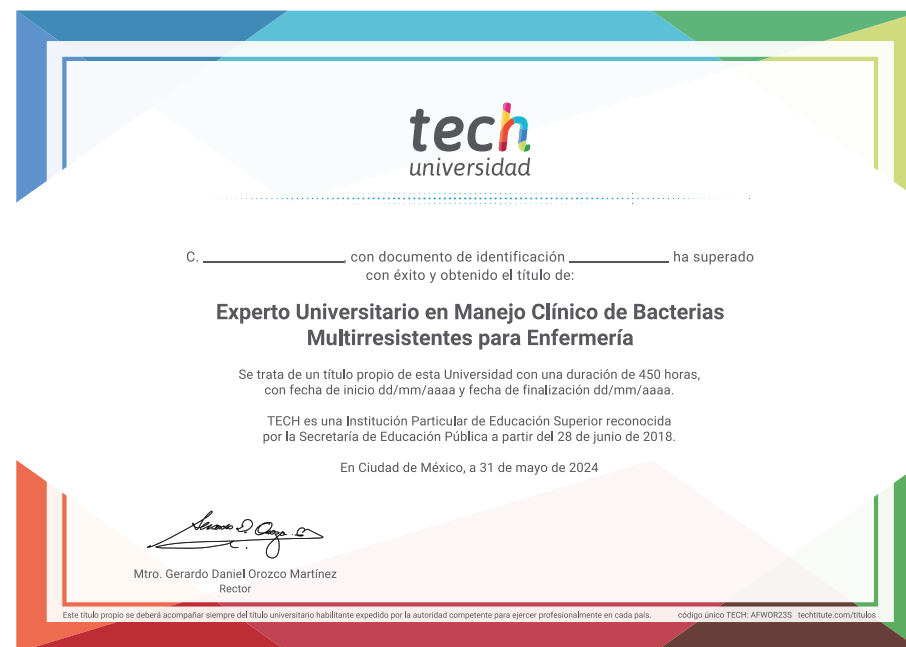 tech
universidad
C. ____________________, con documento de identificación ______________ ha superado
con éxito y obtenido el título de:
Experto Universitario en Manejo Clínico de Bacterias
Multirresistentes para Enfermería
Se trata de un título propio de esta Universidad con una duración de 450 horas,
con fecha de inicio dd/mm/aaaa y fecha de finalización dd/mm/aaaa.
TECH es una Institución Particular de Educación Superior reconocida
por la Secretaría de Educación Pública a partir del 28 de junio de 2018.
En Ciudad de México, a 31 de mayo de 2024
Mtro. Gerardo Daniel Orozco Martínez
Rector
Este título propio se deberá acompañar siempre del título universitario habilitante expedido por la autoridad competente para ejercer profesionalmente en cada país. código único TECH: AFWOR23S techtitute.com/titulos